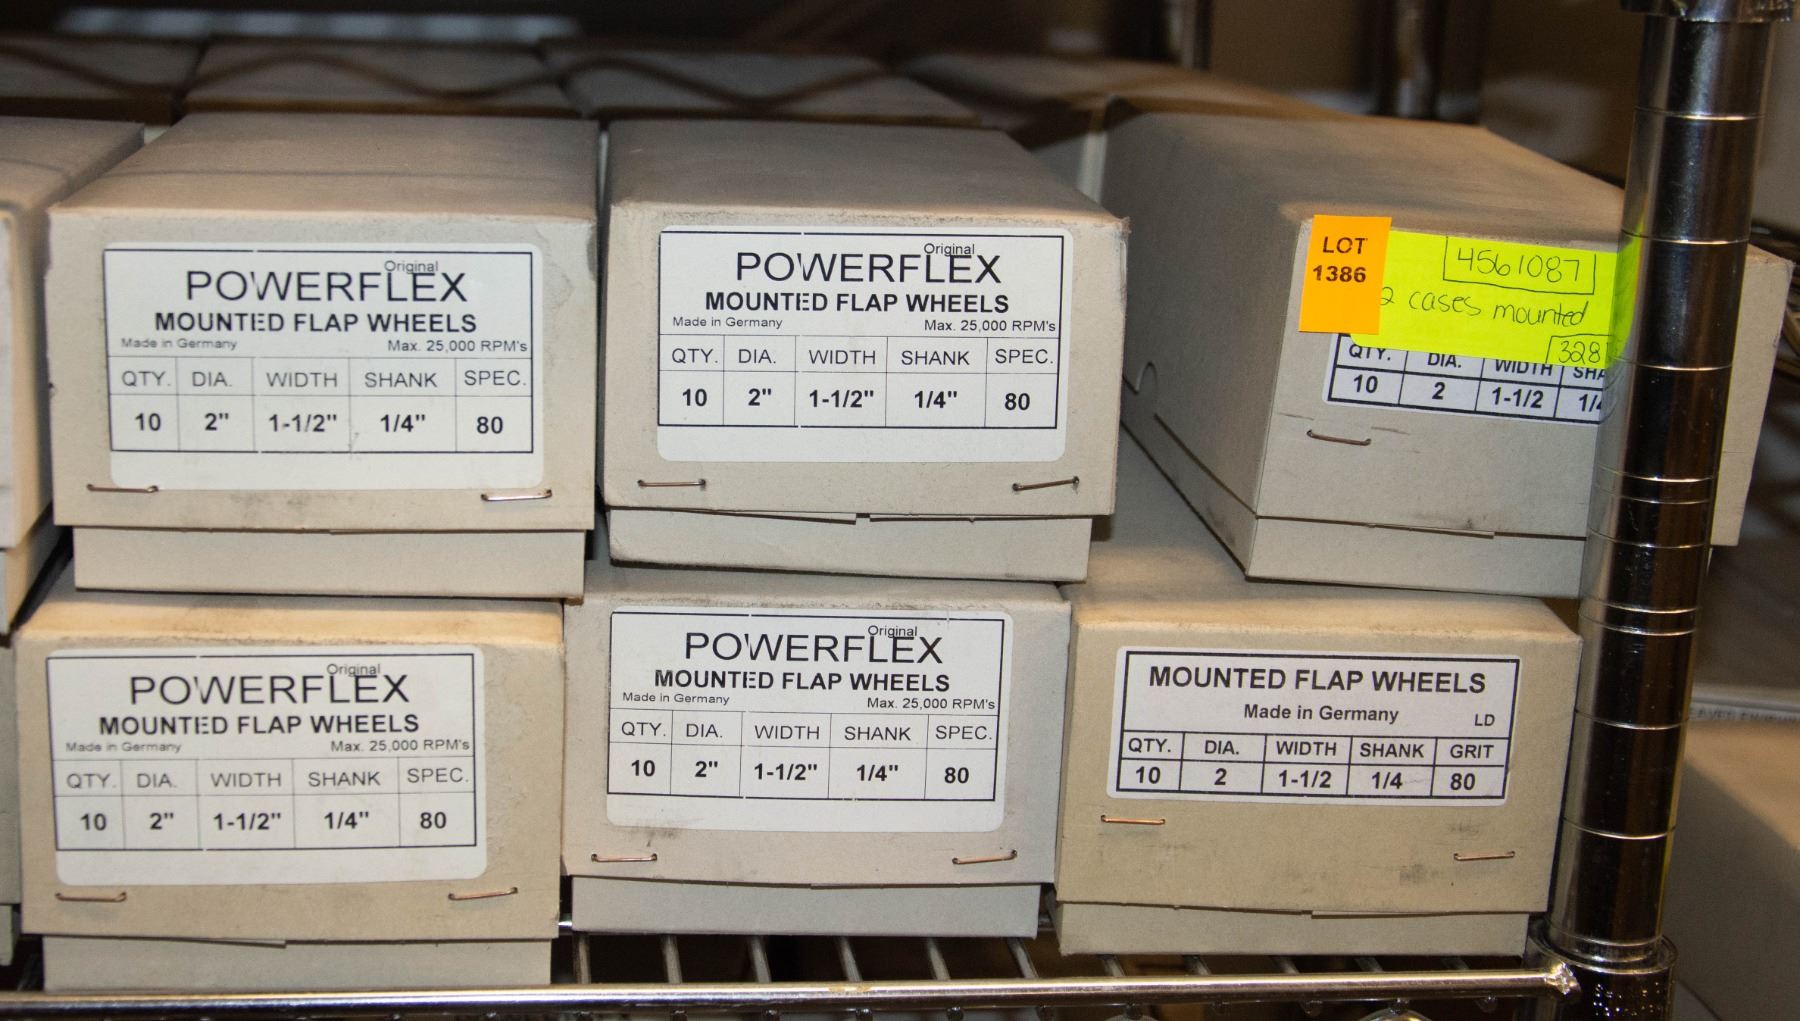 Original
POWERFLEX
MOUNTED FLAP WHEELS
Made in Germany Max. 25,000 RPM's
QTY. DIA. WIDTH SHANK SPEC.
10 2" 1-1/2" 1/4" 80
Original
POWERFLEX
MOUNTED FLAP WHEELS
Made in Germany Max. 25,000 RPM's
QTY. DIA. WIDTH SHANK SPEC.
10 2" 1-1/2" 1/4" 80
LOT
1386
4561087
2 cases mounted
328
QTY. DIA. WIDTH SHA
10 2 1-1/2 1/4
Original
POWERFLEX
MOUNTED FLAP WHEELS
Made in Germany Max. 25,000 RPM's
QTY. DIA. WIDTH SHANK SPEC.
10 2" 1-1/2" 1/4" 80
Original
POWERFLEX
MOUNTED FLAP WHEELS
Made in Germany Max. 25,000 RPM's
QTY. DIA. WIDTH SHANK SPEC.
10 2" 1-1/2" 1/4" 80
MOUNTED FLAP WHEELS
Made in Germany LD
QTY. DIA. WIDTH SHANK GRIT
10 2 1-1/2 1/4 80